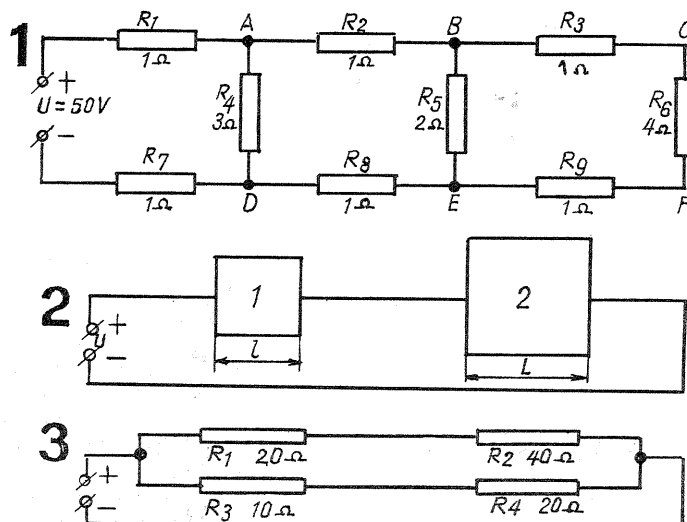 1
R1 A R2 B R3 C
1Ω 1Ω 1Ω
+
U = 50V
−
R4
3Ω
R5
2Ω
R6
4Ω
R7 R8 R9
1Ω D 1Ω E 1Ω F
2
1 2
+
U
−
l L
3
R1 20Ω R2 40Ω
+
−
R3 10Ω R4 20Ω